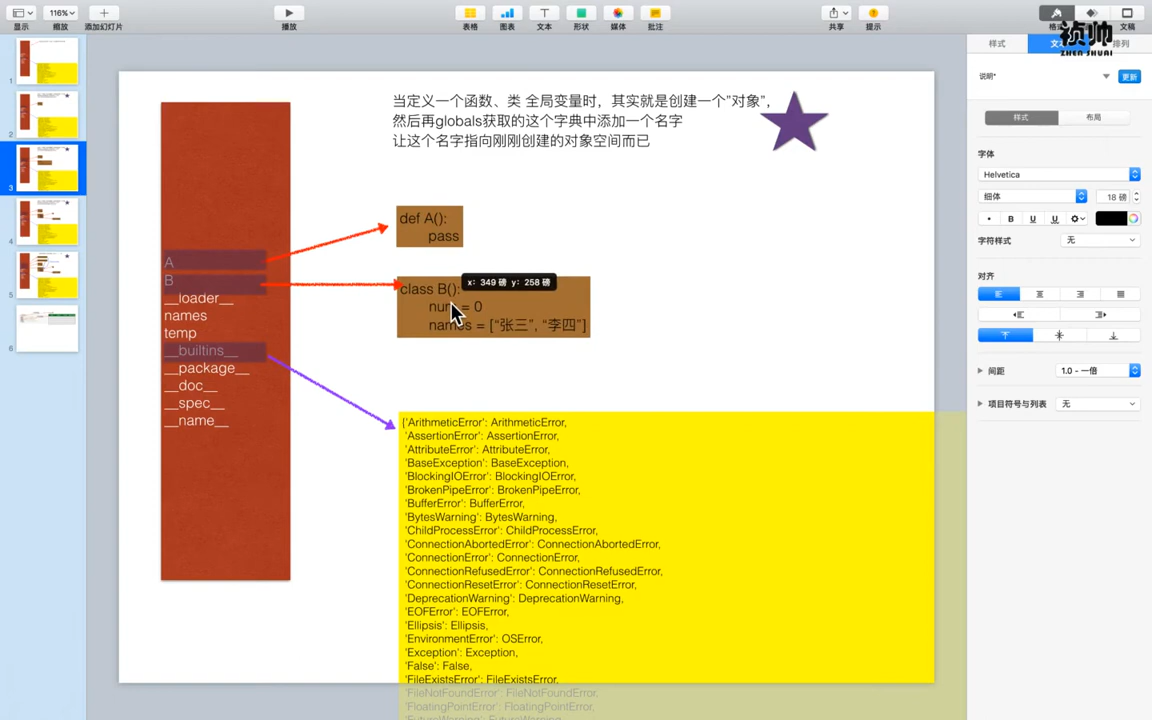 116%
显示
缩放
添加幻灯片
播放
表格
图表
文本
形状
媒体
批注
共享
提示
文稿
祯帅
ZHEN SHUAI
样式
排列
说明*
更新
样式
布局
字体
Helvetica
细体
18 磅
B
U
U
字符样式
无
对齐
间距
1.0 - 一倍
项目符号与列表
无
1
2
3
4
5
6
当定义一个函数、类 全局变量时，其实就是创建一个"对象"，
然后再globals获取的这个字典中添加一个名字
让这个名字指向刚刚创建的对象空间而已
A
B
__loader__
names
temp
__builtins__
__package__
__doc__
__spec__
__name__
def A():
pass
class B():
x: 349 磅 y: 258 磅
= 0
names = [“张三”, “李四”]
{'ArithmeticError': ArithmeticError,
'AssertionError': AssertionError,
'AttributeError': AttributeError,
'BaseException': BaseException,
'BlockingIOError': BlockingIOError,
'BrokenPipeError': BrokenPipeError,
'BufferError': BufferError,
'BytesWarning': BytesWarning,
'ChildProcessError': ChildProcessError,
'ConnectionAbortedError': ConnectionAbortedError,
'ConnectionError': ConnectionError,
'ConnectionRefusedError': ConnectionRefusedError,
'ConnectionResetError': ConnectionResetError,
'DeprecationWarning': DeprecationWarning,
'EOFError': EOFError,
'Ellipsis': Ellipsis,
'EnvironmentError': OSError,
'Exception': Exception,
'False': False,
'FileExistsError': FileExistsError,
'FileNotFoundError': FileNotFoundError,
'FloatingPointError': FloatingPointError,